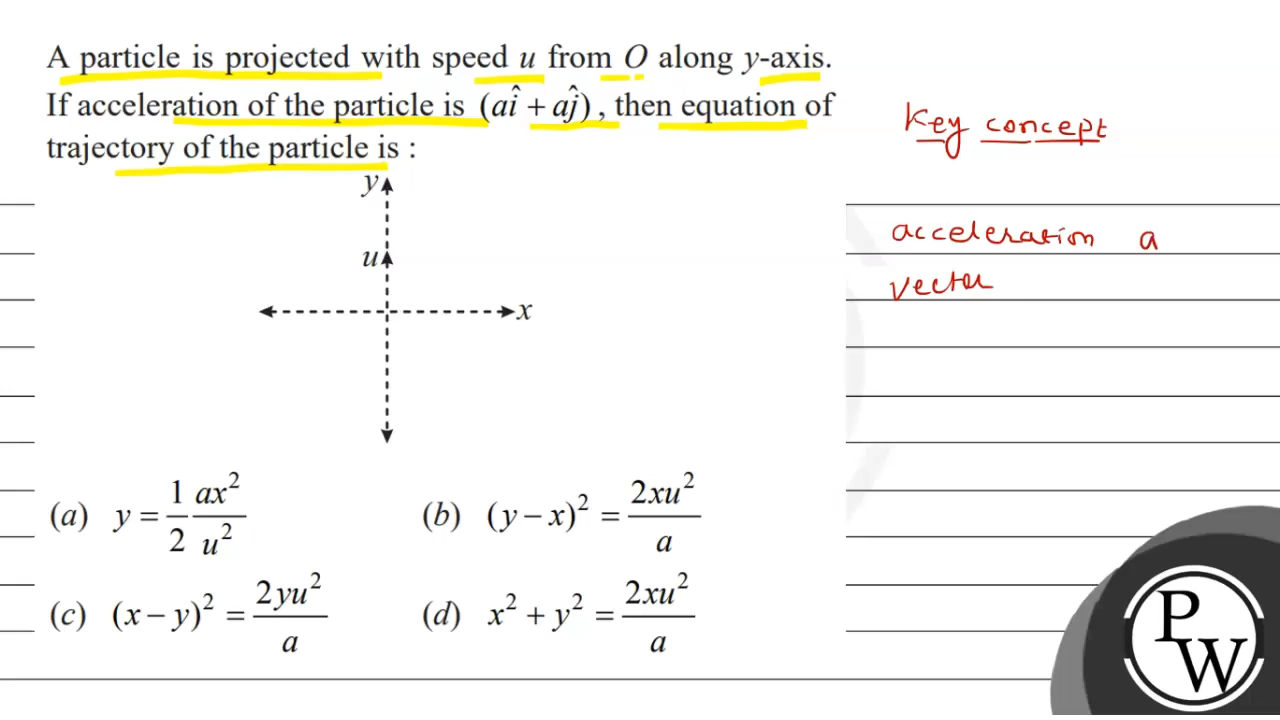 A particle is projected with speed u from O along y-axis.
If acceleration of the particle is (aî + aĵ), then equation of
trajectory of the particle is :
Key concept
acceleration a
vector
y
u
x
(a) y = 1/2 ax²/u²
(b) (y − x)² = 2xu²/a
(c) (x − y)² = 2yu²/a
(d) x² + y² = 2xu²/a
PW